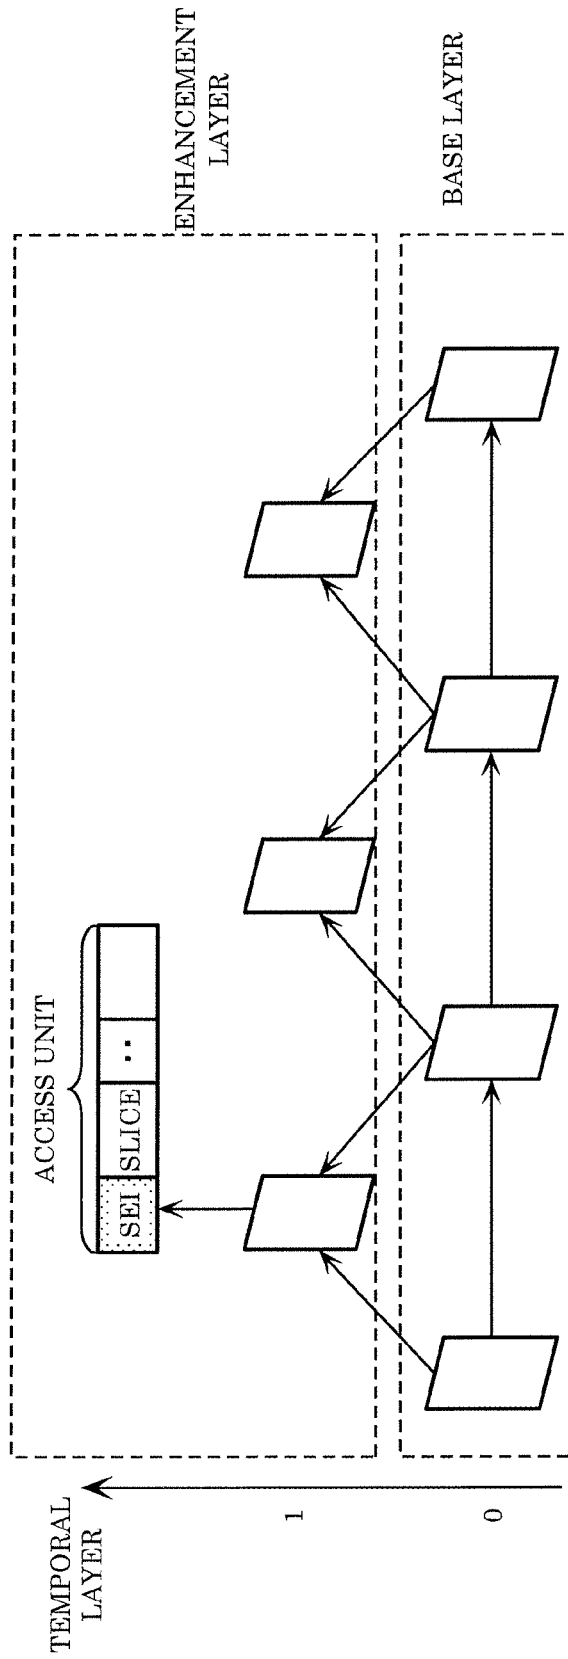 TEMPORAL
LAYER
1
0
ACCESS UNIT
SEI
SLICE
..
ENHANCEMENT
LAYER
BASE LAYER